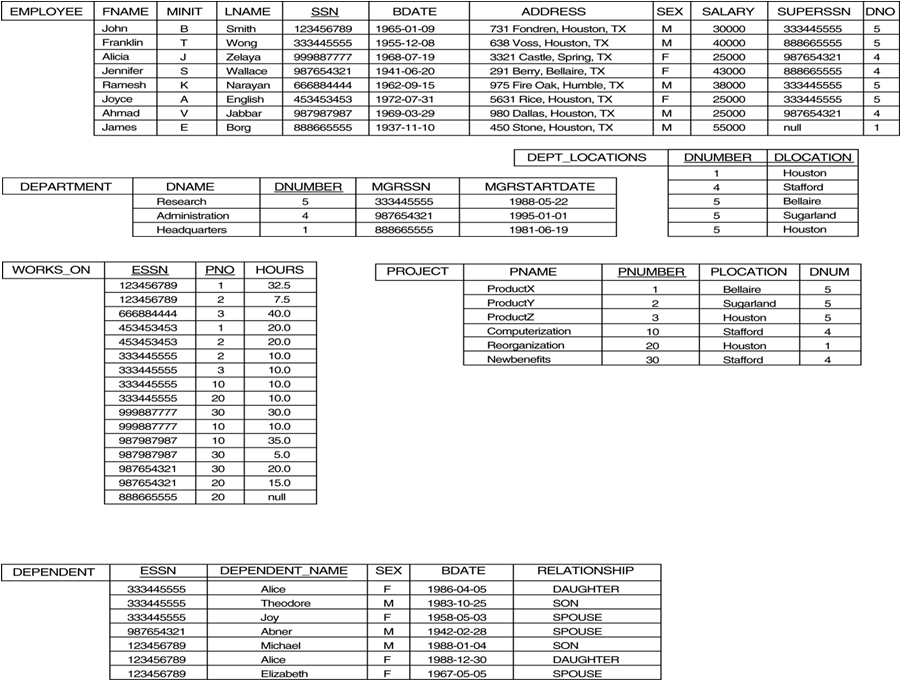 EMPLOYEE FNAME MINIT LNAME SSN BDATE ADDRESS SEX SALARY SUPERSSN DNO
John B Smith 123456789 1965-01-09 731 Fondren, Houston, TX M 30000 333445555 5
Franklin T Wong 333445555 1955-12-08 638 Voss, Houston, TX M 40000 888665555 5
Alicia J Zelaya 999887777 1968-07-19 3321 Castle, Spring, TX F 25000 987654321 4
Jennifer S Wallace 987654321 1941-06-20 291 Berry, Bellaire, TX F 43000 888665555 4
Ramesh K Narayan 666884444 1962-09-15 975 Fire Oak, Humble, TX M 38000 333445555 5
Joyce A English 453453453 1972-07-31 5631 Rice, Houston, TX F 25000 333445555 5
Ahmad V Jabbar 987987987 1969-03-29 980 Dallas, Houston, TX M 25000 987654321 4
James E Borg 888665555 1937-11-10 450 Stone, Houston, TX M 55000 null 1
DEPT_LOCATIONS DNUMBER DLOCATION
1 Houston
4 Stafford
5 Bellaire
5 Sugarland
5 Houston
DEPARTMENT DNAME DNUMBER MGRSSN MGRSTARTDATE
Research 5 333445555 1988-05-22
Administration 4 987654321 1995-01-01
Headquarters 1 888665555 1981-06-19
WORKS_ON ESSN PNO HOURS
123456789 1 32.5
123456789 2 7.5
666884444 3 40.0
453453453 1 20.0
453453453 2 20.0
333445555 2 10.0
333445555 3 10.0
333445555 10 10.0
333445555 20 10.0
999887777 30 30.0
999887777 10 10.0
987987987 10 35.0
987987987 30 5.0
987654321 30 20.0
987654321 20 15.0
888665555 20 null
PROJECT PNAME PNUMBER PLOCATION DNUM
ProductX 1 Bellaire 5
ProductY 2 Sugarland 5
ProductZ 3 Houston 5
Computerization 10 Stafford 4
Reorganization 20 Houston 1
Newbenefits 30 Stafford 4
DEPENDENT ESSN DEPENDENT_NAME SEX BDATE RELATIONSHIP
333445555 Alice F 1986-04-05 DAUGHTER
333445555 Theodore M 1983-10-25 SON
333445555 Joy F 1958-05-03 SPOUSE
987654321 Abner M 1942-02-28 SPOUSE
123456789 Michael M 1988-01-04 SON
123456789 Alice F 1988-12-30 DAUGHTER
123456789 Elizabeth F 1967-05-05 SPOUSE